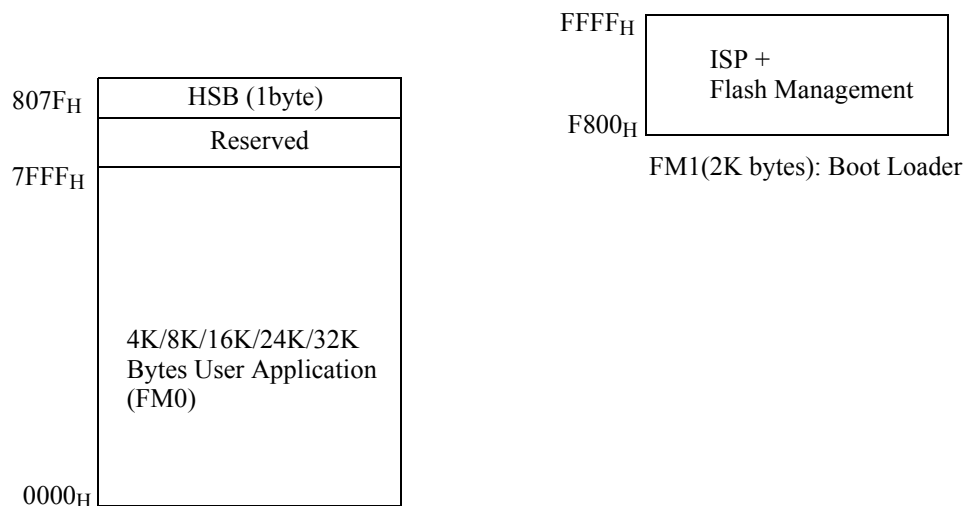 807FH
HSB (1byte)
Reserved
7FFFH
4K/8K/16K/24K/32K
Bytes User Application
(FM0)
0000H
FFFFH
ISP +
Flash Management
F800H
FM1(2K bytes): Boot Loader